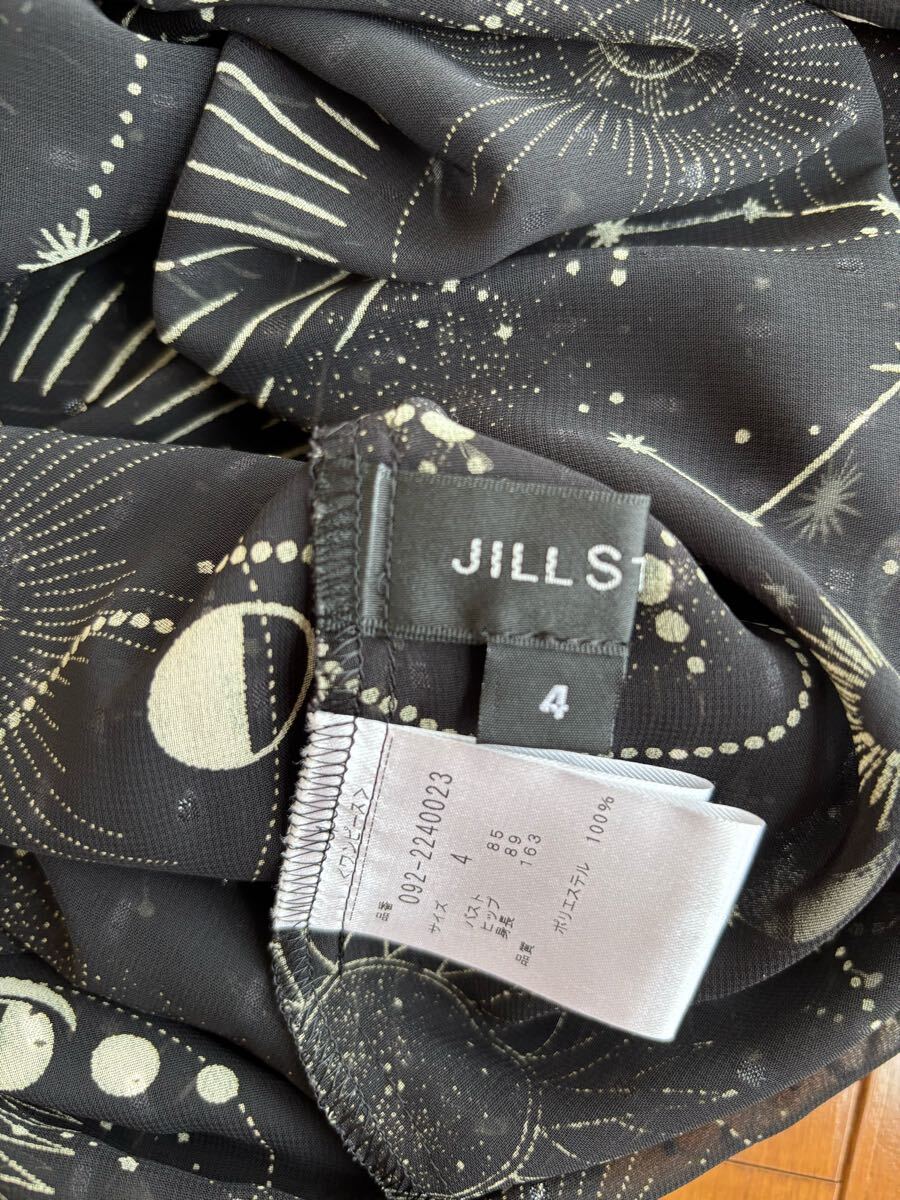 JILL S
4
<ワンピース>
品番 092-2240023
サイズ 4
バスト 85
ヒップ 89
身長 163
品質
ポリエステル 100%